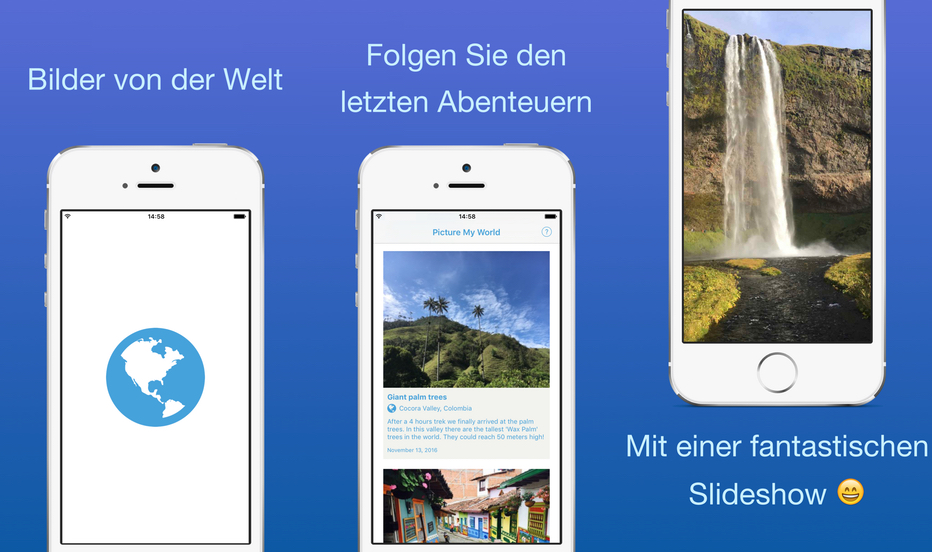 Bilder von der Welt
14:58
Folgen Sie den
letzten Abenteuern
14:58
Picture My World
?
Giant palm trees
Cocora Valley, Colombia
After a 4 hours trek we finally arrived at the palm
trees. In this valley there are the tallest 'Wax Palm'
trees in the world. They could reach 50 meters high!
November 13, 2016
Mit einer fantastischen
Slideshow 😄